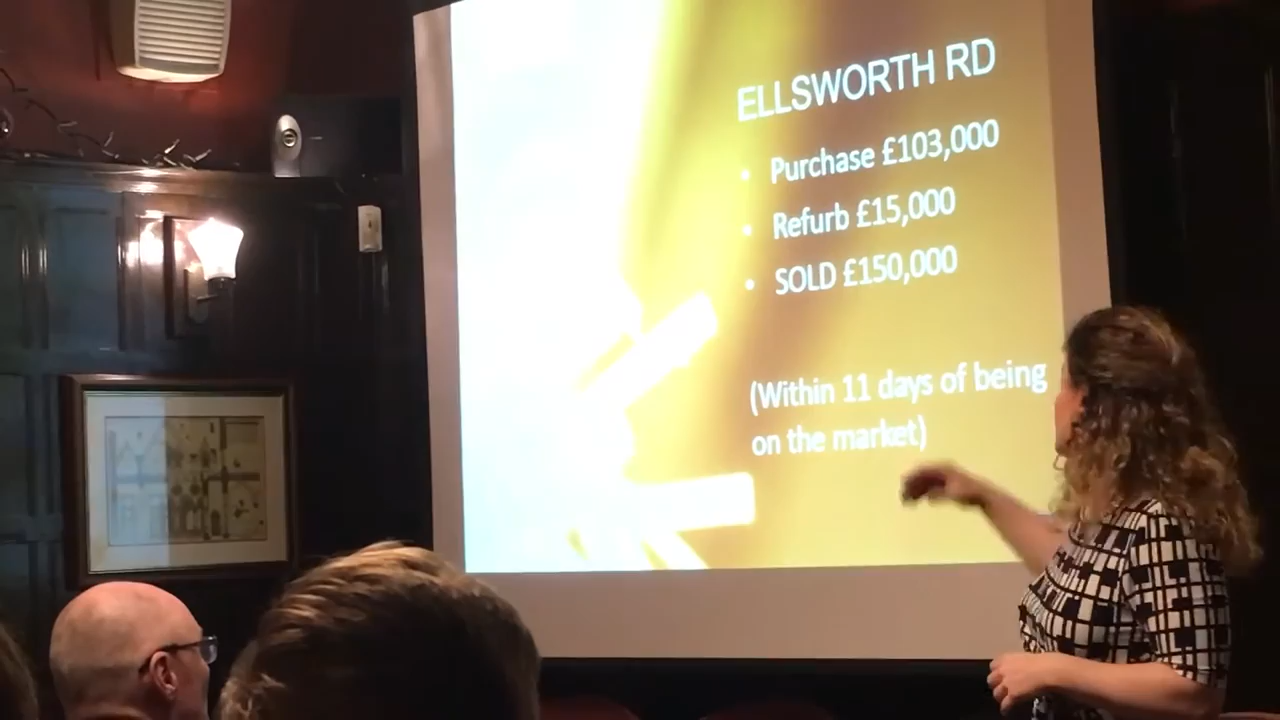 ELLSWORTH RD
• Purchase £103,000
• Refurb £15,000
• SOLD £150,000
(Within 11 days of being
on the market)